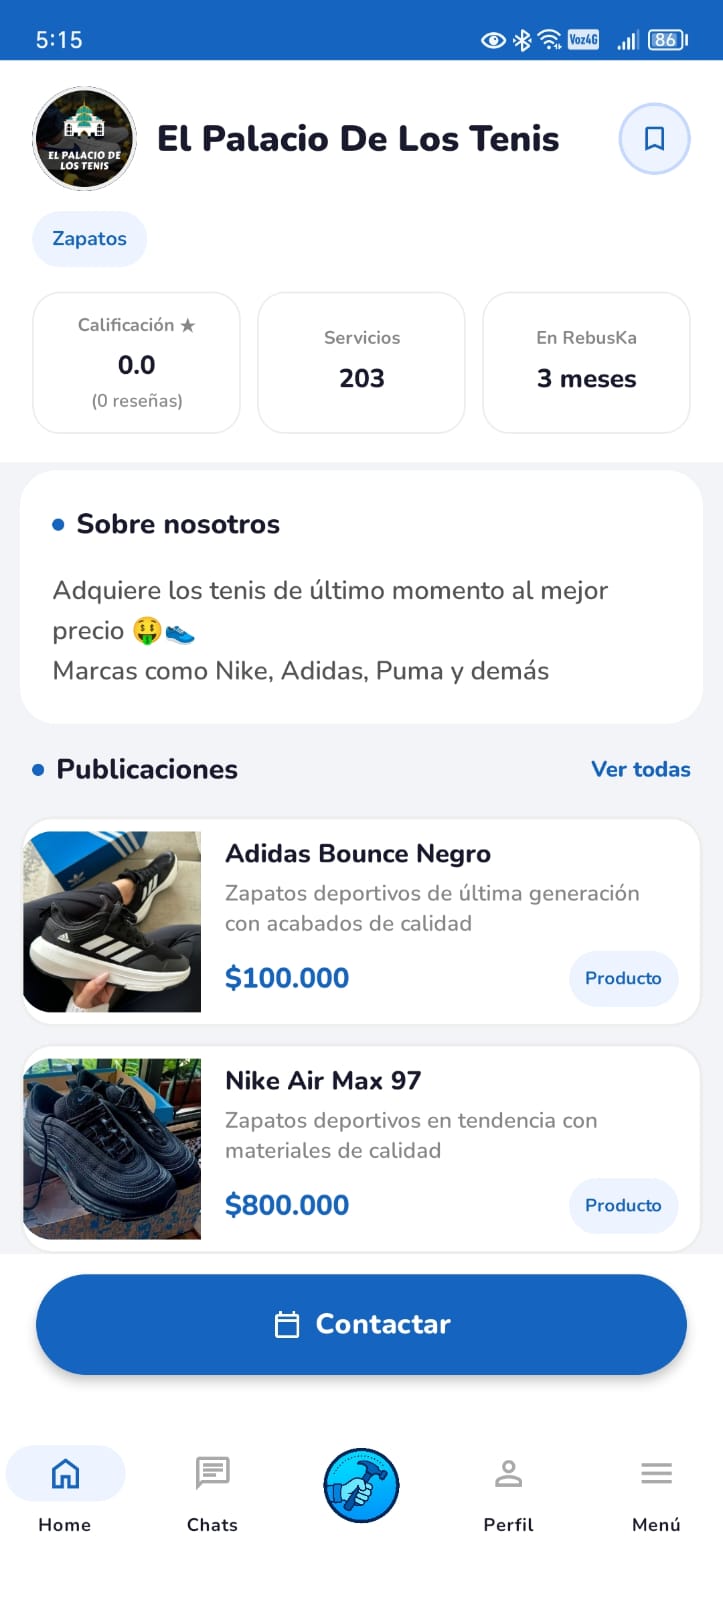 5:15
Voz4G
86
EL PALACIO DE
LOS TENIS
El Palacio De Los Tenis
Zapatos
Calificación ★
0.0
(0 reseñas)
Servicios
203
En RebusKa
3 meses
Sobre nosotros
Adquiere los tenis de último momento al mejor
precio 🤑👟
Marcas como Nike, Adidas, Puma y demás
Publicaciones
Ver todas
Adidas Bounce Negro
Zapatos deportivos de última generación
con acabados de calidad
$100.000
Producto
Nike Air Max 97
Zapatos deportivos en tendencia con
materiales de calidad
$800.000
Producto
Contactar
Home
Chats
Perfil
Menú